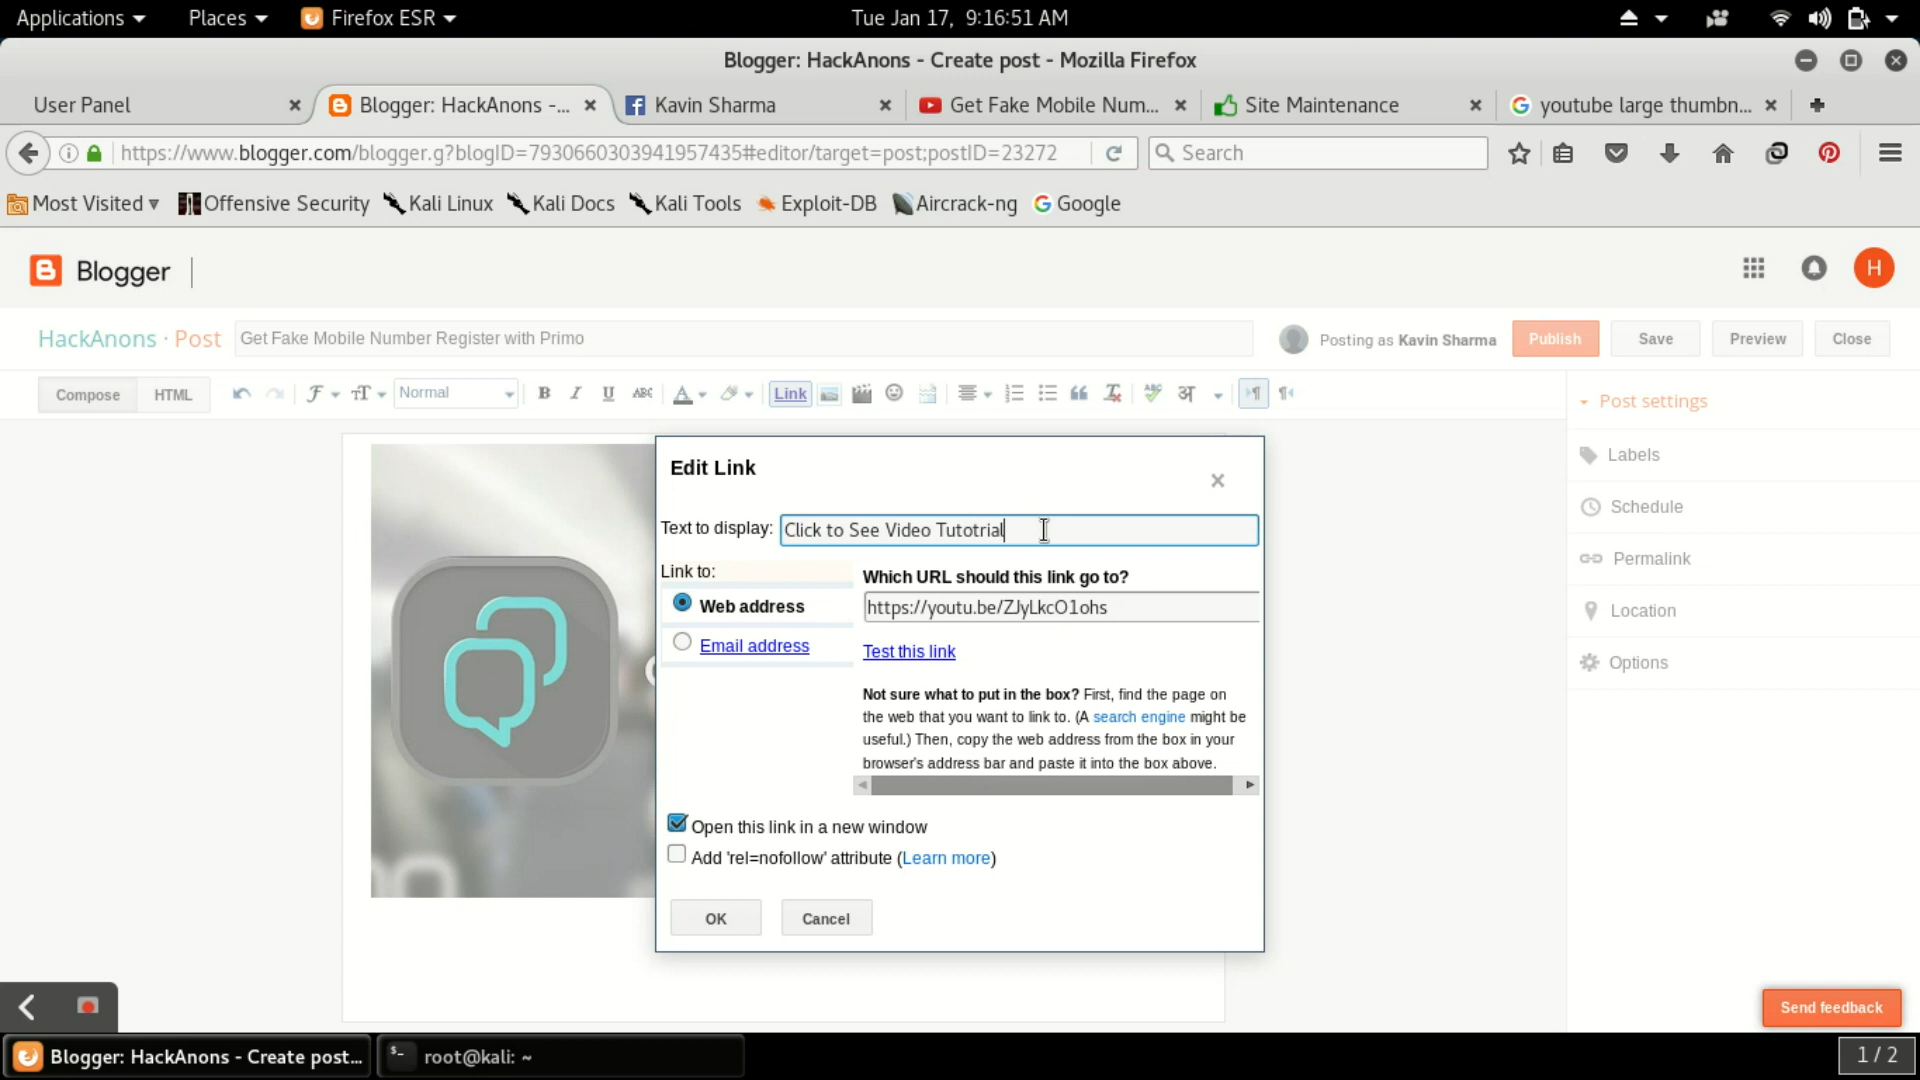 Applications Places Firefox ESR Tue Jan 17, 9:16:51 AM
Blogger: HackAnons - Create post - Mozilla Firefox
User Panel Blogger: HackAnons -... Kavin Sharma Get Fake Mobile Num... Site Maintenance youtube large thumbn...
https://www.blogger.com/blogger.g?blogID=7930660303941957435#editor/target=post;postID=23272 Search
Most Visited Offensive Security Kali Linux Kali Docs Kali Tools Exploit-DB Aircrack-ng Google
Blogger H
HackAnons · Post Get Fake Mobile Number Register with Primo Posting as Kavin Sharma Publish Save Preview Close
Compose HTML Normal B I U ABC A Link अ
Post settings
Labels
Schedule
Permalink
Location
Options
Edit Link
Text to display: Click to See Video Tutotrial
Link to:
Web address
Email address
Which URL should this link go to?
https://youtu.be/ZJyLkcO1ohs
Test this link
Not sure what to put in the box? First, find the page on
the web that you want to link to. (A search engine might be
useful.) Then, copy the web address from the box in your
browser's address bar and paste it into the box above.
Open this link in a new window
Add 'rel=nofollow' attribute (Learn more)
OK Cancel
Send feedback
Blogger: HackAnons - Create post... root@kali: ~ 1 / 2